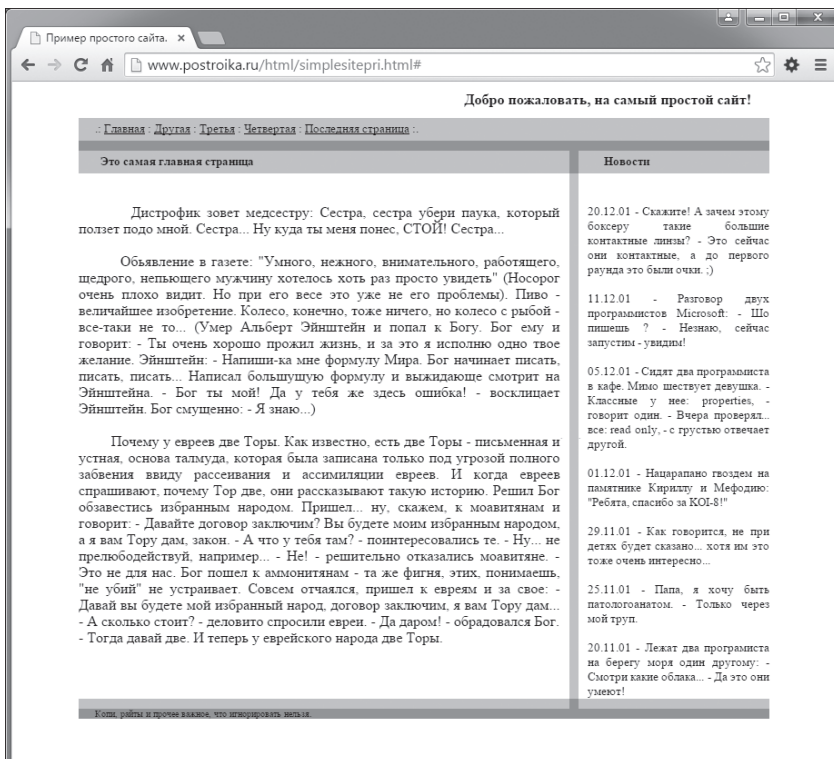 Пример простого сайта.
www.postroika.ru/html/simplesitepri.html#
Добро пожаловать, на самый простой сайт!
.: Главная : Другая : Третья : Четвертая : Последняя страница :.
Это самая главная страница
Дистрофик зовет медсестру: Сестра, сестра убери паука, который
ползет подо мной. Сестра... Ну куда ты меня понес, СТОЙ! Сестра...
Обьявление в газете: "Умного, нежного, внимательного, работящего,
щедрого, непьющего мужчину хотелось хоть раз просто увидеть" (Носорог
очень плохо видит. Но при его весе это уже не его проблемы). Пиво -
величайшее изобретение. Колесо, конечно, тоже ничего, но колесо с рыбой -
все-таки не то... (Умер Альберт Эйнштейн и попал к Богу. Бог ему и
говорит: - Ты очень хорошо прожил жизнь, и за это я исполню одно твое
желание. Эйнштейн: - Напиши-ка мне формулу Мира. Бог начинает писать,
писать, писать... Написал большущую формулу и выжидающе смотрит на
Эйнштейна. - Бог ты мой! Да у тебя же здесь ошибка! - восклицает
Эйнштейн. Бог смущенно: - Я знаю...)
Почему у евреев две Торы. Как известно, есть две Торы - письменная и
устная, основа талмуда, которая была записана только под угрозой полного
забвения ввиду рассеивания и ассимиляции евреев. И когда евреев
спрашивают, почему Тор две, они рассказывают такую историю. Решил Бог
обзавестись избранным народом. Пришел... ну, скажем, к моавитянам и
говорит: - Давайте договор заключим? Вы будете моим избранным народом,
а я вам Тору дам, закон. - А что у тебя там? - поинтересовались те. - Ну... не
прелюбодействуй, например... - Не! - решительно отказались моавитяне. -
Это не для нас. Бог пошел к аммонитянам - та же фигня, этих, понимаешь,
"не убий" не устраивает. Совсем отчаялся, пришел к евреям и за свое: -
Давай вы будете мой избранный народ, договор заключим, я вам Тору дам...
- А сколько стоит? - деловито спросили евреи. - Да даром! - обрадовался Бог.
- Тогда давай две. И теперь у еврейского народа две Торы.
Новости
20.12.01 - Скажите! А зачем этому
боксеру такие большие
контактные линзы? - Это сейчас
они контактные, а до первого
раунда это были очки. ;)
11.12.01 - Разговор двух
программистов Microsoft: - Шо
пишешь ? - Незнаю, сейчас
запустим - увидим!
05.12.01 - Сидят два программиста
в кафе. Мимо шествует девушка. -
Классные у нее: properties, -
говорит один. - Вчера проверял...
все: read only, - с грустью отвечает
другой.
01.12.01 - Нацарапано гвоздем на
памятнике Кириллу и Мефодию:
"Ребята, спасибо за KOI-8!"
29.11.01 - Как говорится, не при
детях будет сказано... хотя им это
тоже очень интересно...
25.11.01 - Папа, я хочу быть
патологоанатом. - Только через
мой труп.
20.11.01 - Лежат два програмиста
на берегу моря один другому: -
Смотри какие облака... - Да это они
умеют!
Копи, райты и прочее важное, что игнорировать нельзя.